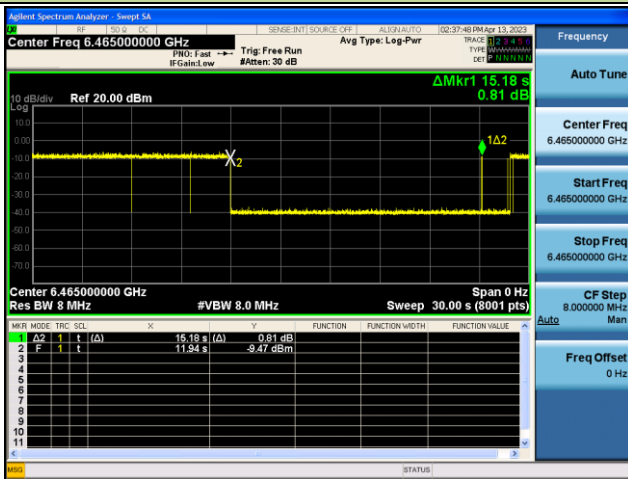 Agilent Spectrum Analyzer - Swept SA
RF 50 Ω DC SENSE:INT SOURCE OFF ALIGN AUTO 02:37:48 PM Apr 13, 2023
Center Freq 6.465000000 GHz
PNO: Fast Trig: Free Run Avg Type: Log-Pwr TRACE 1 2 3 4 5 6
IFGain:Low #Atten: 30 dB TYPE
DET P N N N N N
ΔMkr1 15.18 s
0.81 dB
10 dB/div Ref 20.00 dBm
Log
10.0
0.00
-10.0
-20.0
-30.0
-40.0
-50.0
-60.0
-70.0
1Δ2
2
Center 6.465000000 GHz Span 0 Hz
Res BW 8 MHz #VBW 8.0 MHz Sweep 30.00 s (8001 pts)
MKR MODE TRC SCL X Y FUNCTION FUNCTION WIDTH FUNCTION VALUE
1 Δ2 1 t (Δ) 15.18 s (Δ) 0.81 dB
2 F 1 t 11.94 s -9.47 dBm
3
4
5
6
7
8
9
10
11
MSG STATUS
Frequency
Auto Tune
Center Freq
6.465000000 GHz
Start Freq
6.465000000 GHz
Stop Freq
6.465000000 GHz
CF Step
8.000000 MHz
Auto Man
Freq Offset
0 Hz